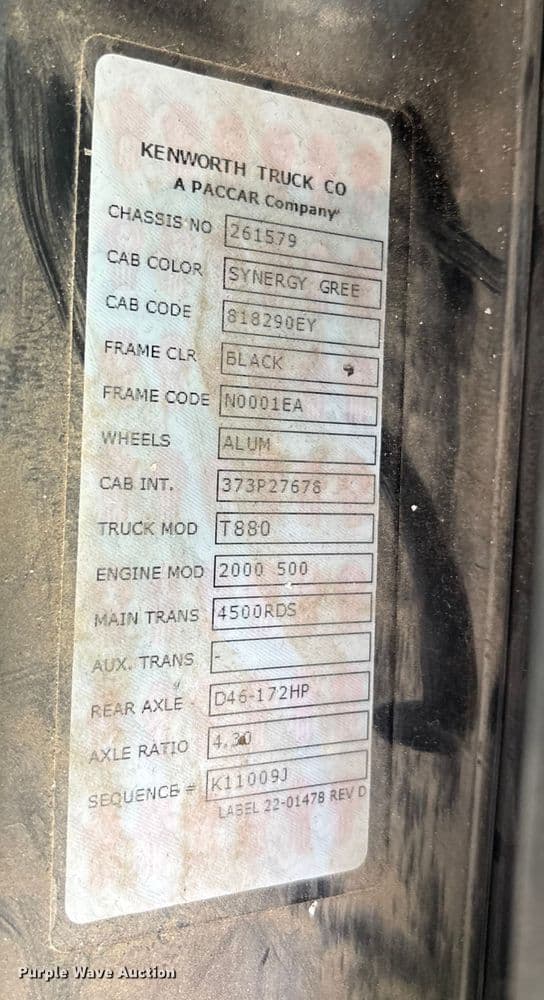 KENWORTH TRUCK CO
A PACCAR Company
CHASSIS NO 261579
CAB COLOR SYNERGY GREE
CAB CODE 818290EY
FRAME CLR BLACK
FRAME CODE N0001EA
WHEELS ALUM
CAB INT. 373P27678
TRUCK MOD T880
ENGINE MOD 2000 500
MAIN TRANS 4500RDS
AUX. TRANS -
REAR AXLE D46-172HP
AXLE RATIO 4.30
SEQUENCE # K11009J
LABEL 22-01478 REV D
Purple Wave Auction